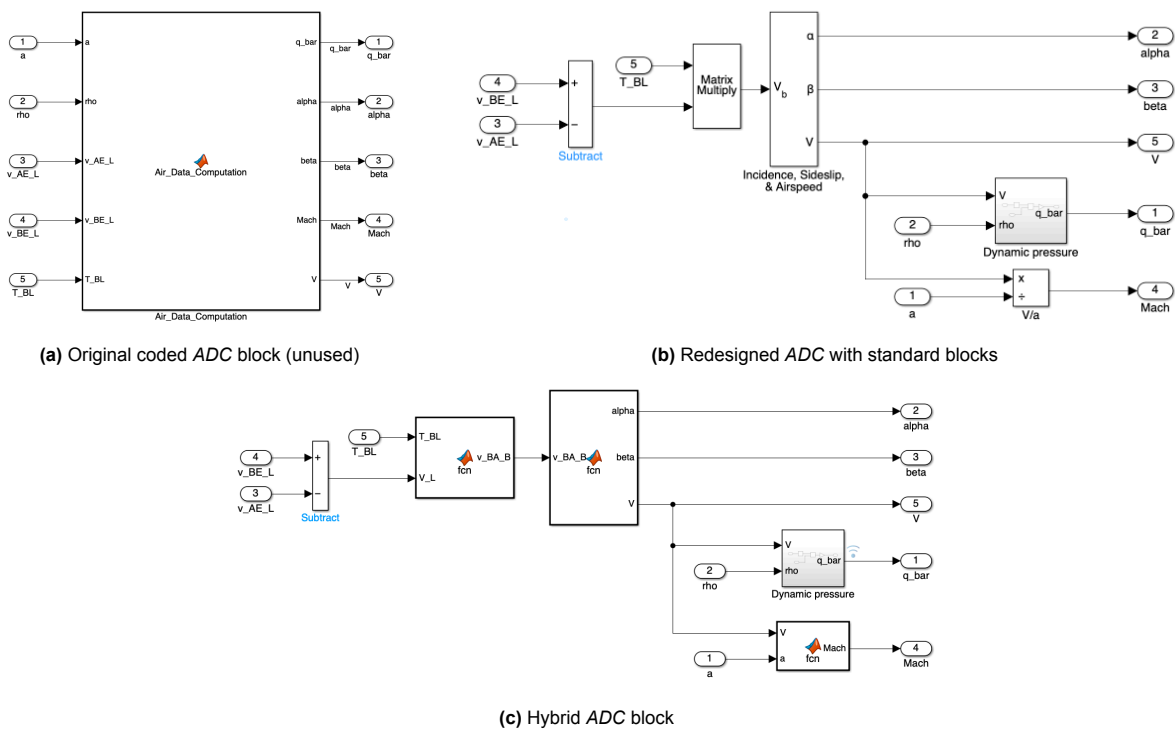 1
a
a
q_bar
q_bar
1
q_bar
2
rho
rho
alpha
alpha
2
alpha
3
v_AE_L
v_AE_L
Air_Data_Computation
beta
beta
3
beta
4
v_BE_L
v_BE_L
Mach
Mach
4
Mach
5
T_BL
T_BL
V
V
5
V
Air_Data_Computation
(a) Original coded ADC block (unused)
4
v_BE_L
3
v_AE_L
+
−
Subtract
5
T_BL
Matrix
Multiply
V_b
α
β
V
Incidence, Sideslip,
& Airspeed
2
alpha
3
beta
5
V
V
rho
q_bar
Dynamic pressure
2
rho
1
q_bar
1
a
×
÷
V/a
4
Mach
(b) Redesigned ADC with standard blocks
4
v_BE_L
3
v_AE_L
+
−
Subtract
5
T_BL
T_BL
V_L
fcn
v_BA_B
v_BA_B
fcn
alpha
beta
V
2
alpha
3
beta
5
V
V
rho
q_bar
Dynamic pressure
2
rho
1
q_bar
1
a
V
a
fcn
Mach
4
Mach
(c) Hybrid ADC block